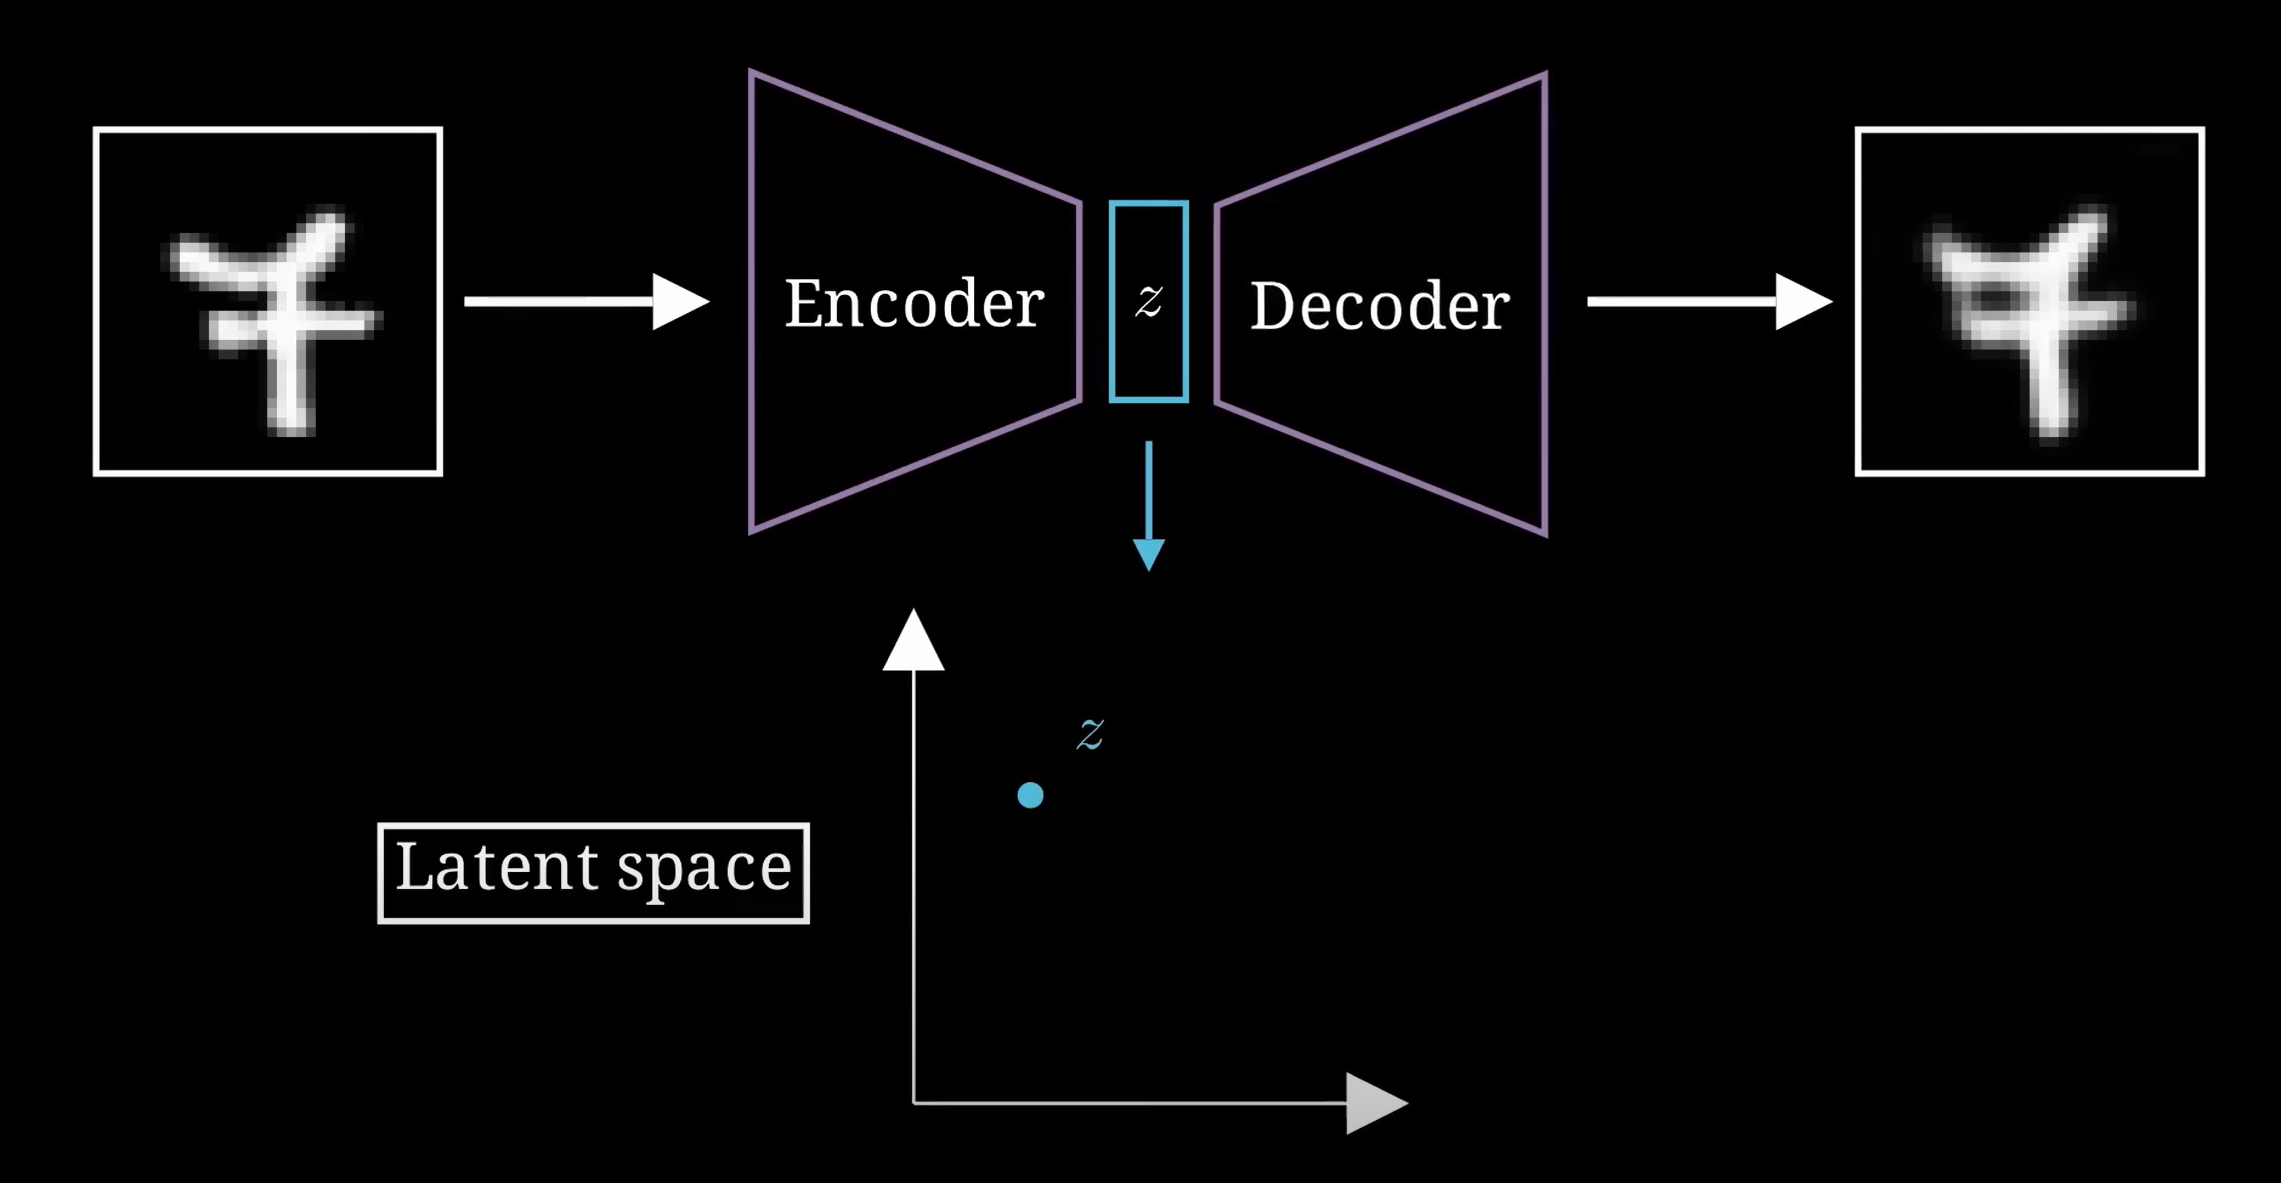 Encoder
z
Decoder
z
Latent space